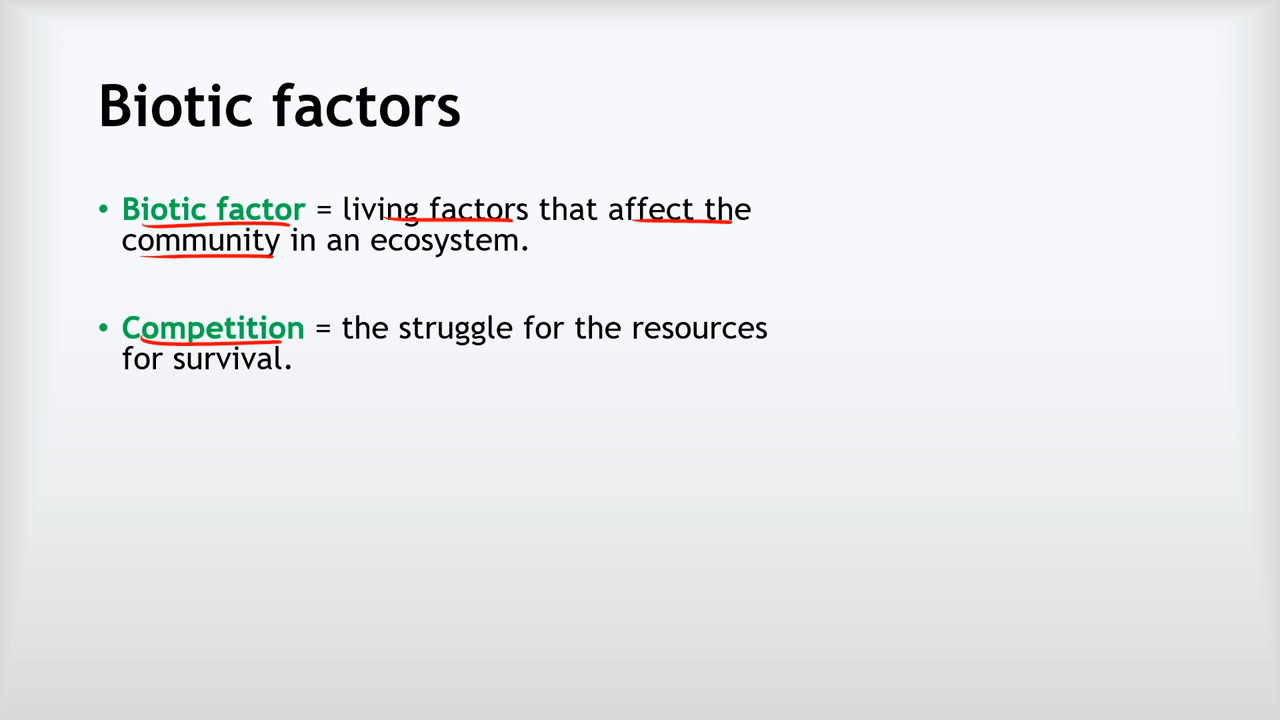 Biotic factors
• Biotic factor = living factors that affect the
community in an ecosystem.
• Competition = the struggle for the resources
for survival.